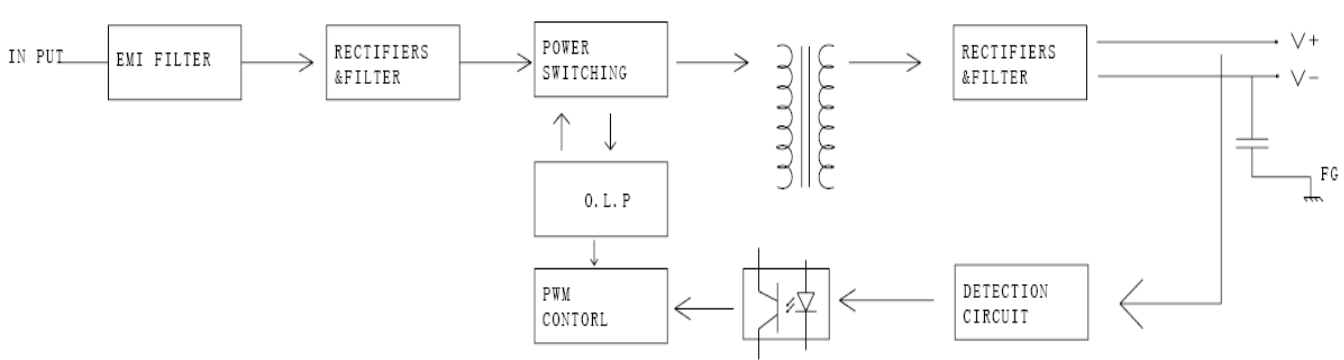 IN PUT
EMI FILTER
RECTIFIERS
&FILTER
POWER
SWITCHING
RECTIFIERS
&FILTER
V+
V-
FG
O.L.P
PWM
CONTORL
DETECTION
CIRCUIT